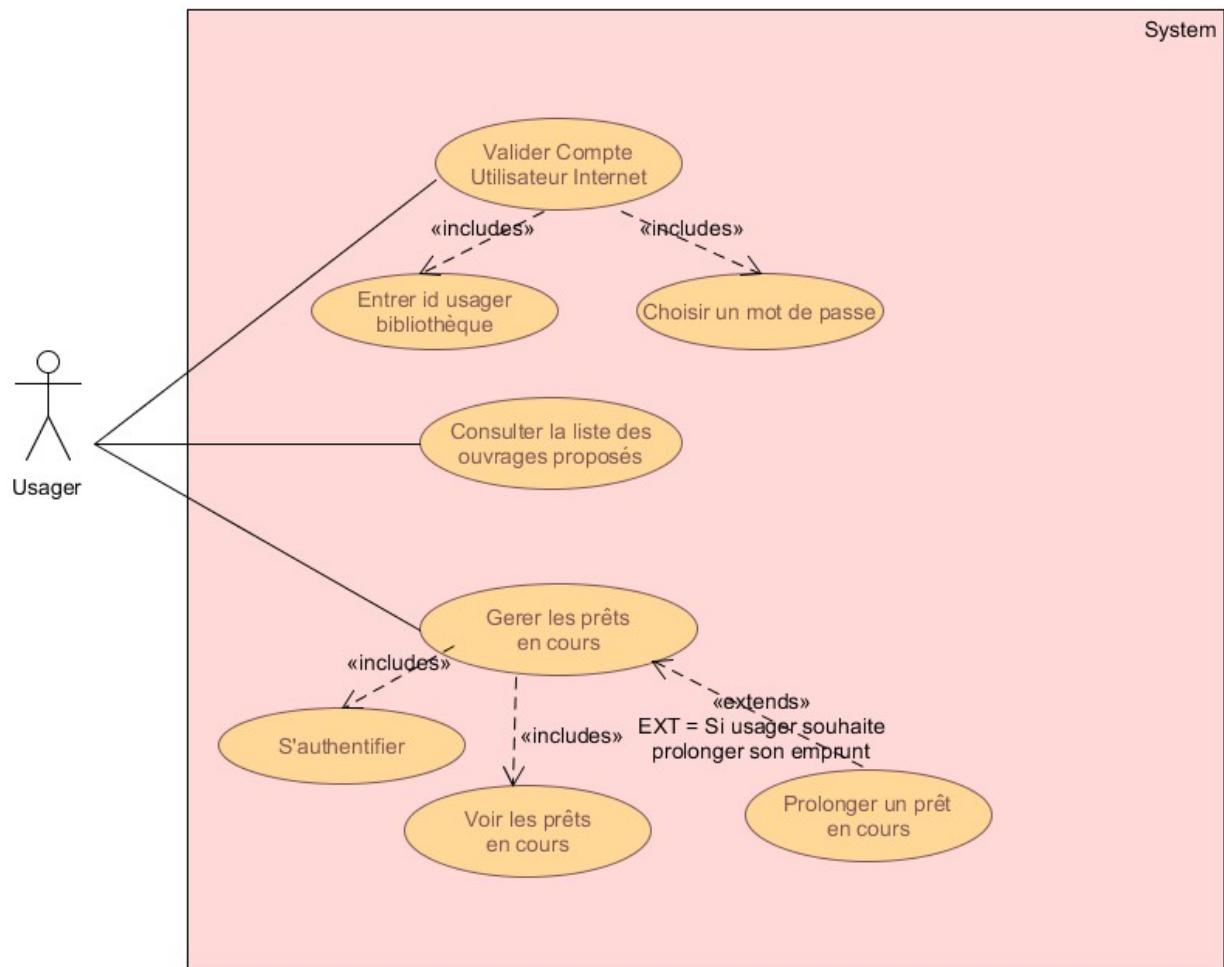 System
Valider Compte
Utilisateur Internet
«includes»
«includes»
Entrer id usager
bibliothèque
Choisir un mot de passe
Consulter la liste des
ouvrages proposés
Usager
Gerer les prêts
en cours
«includes»
«extends»
EXT = Si usager souhaite
prolonger son emprunt
«includes»
S'authentifier
Voir les prêts
en cours
Prolonger un prêt
en cours